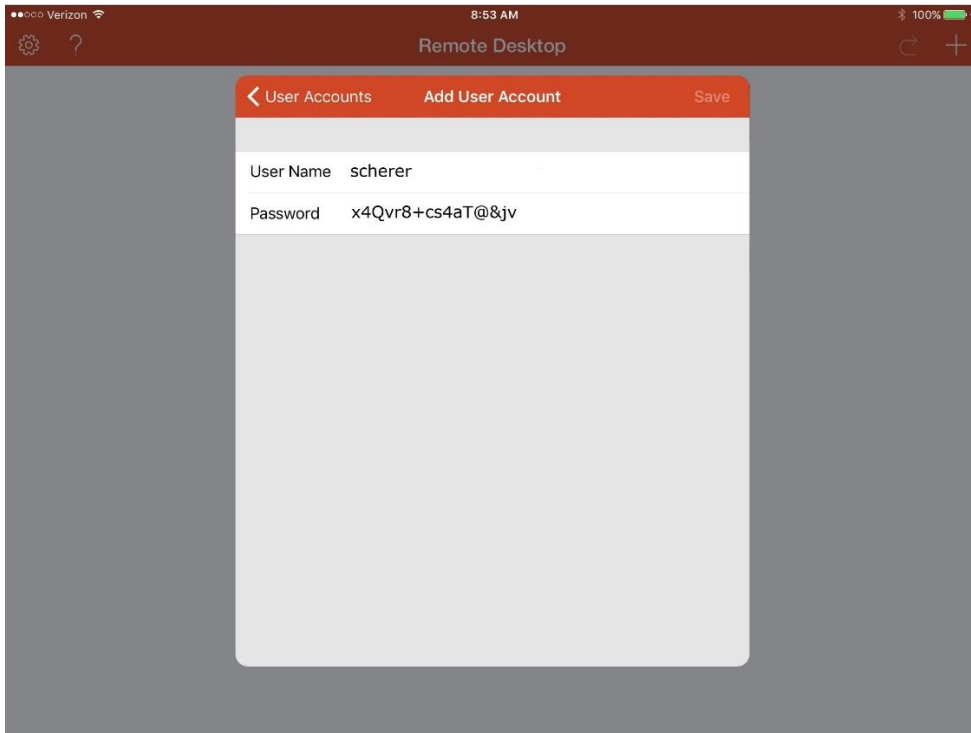 Verizon 8:53 AM 100%
? Remote Desktop
User Accounts Add User Account Save
User Name scherer
Password x4Qvr8+cs4aT@&jv